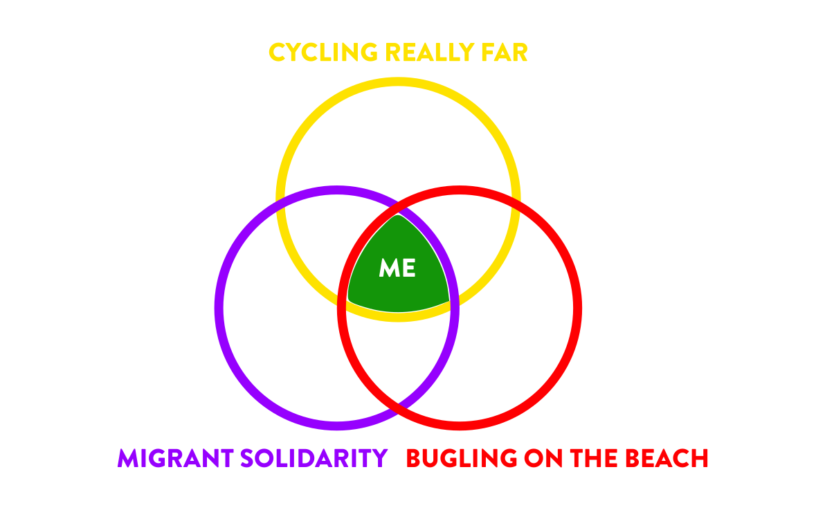 CYCLING REALLY FAR
ME
MIGRANT SOLIDARITY
BUGLING ON THE BEACH